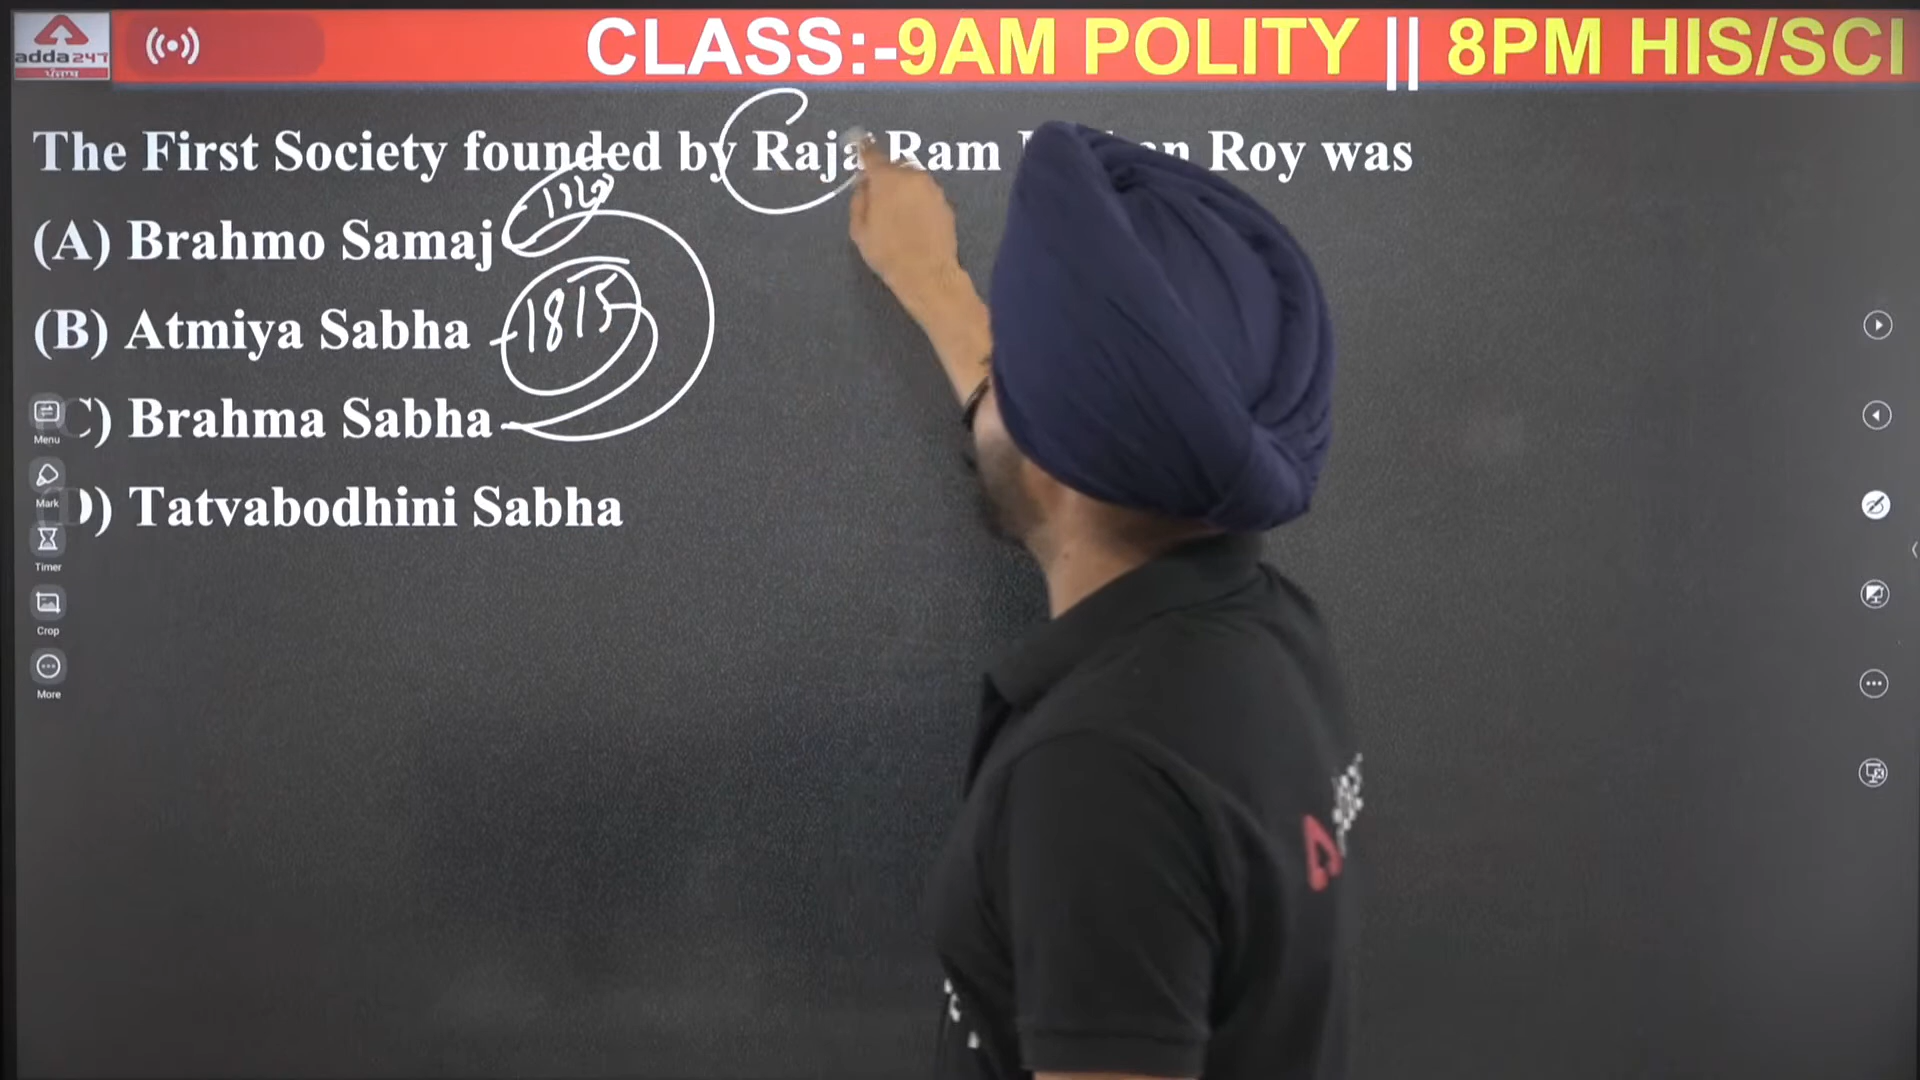 adda247
ਪੰਜਾਬ
CLASS:-9AM POLITY || 8PM HIS/SCI
The First Society founded by Raja Ram Roy was
(A) Brahmo Samaj
(B) Atmiya Sabha - 1815
C) Brahma Sabha
D) Tatvabodhini Sabha
Menu
Mark
Timer
Crop
More